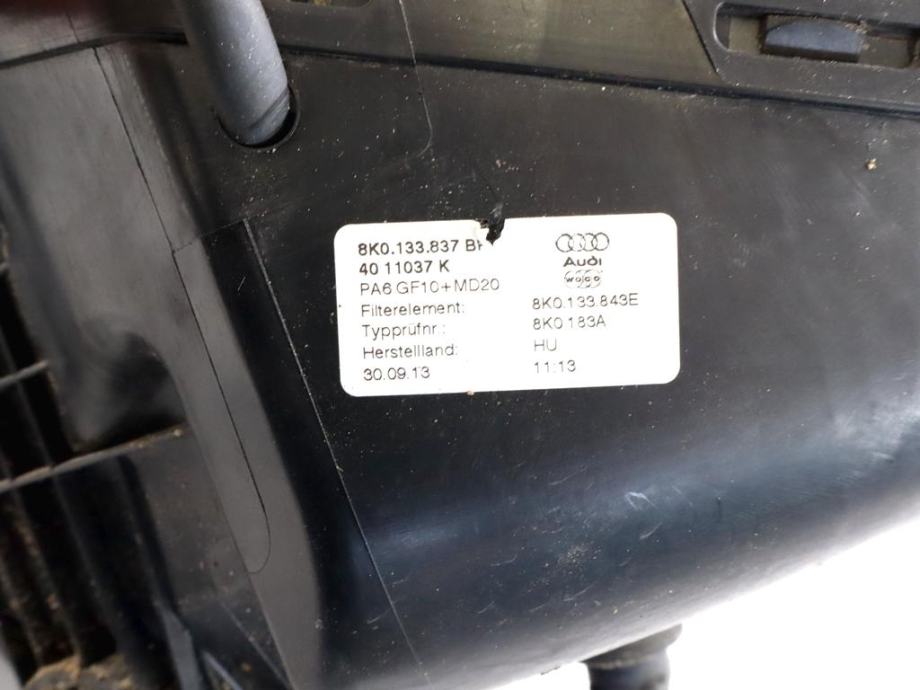 8K0.133.837
40 11037 K
PA6 GF10+MD20
Filterelement: 8K0.133.843E
Typprüfnr.: 8K0 183A
Herstellland: HU
30.09.13 11:13
Audi
woco